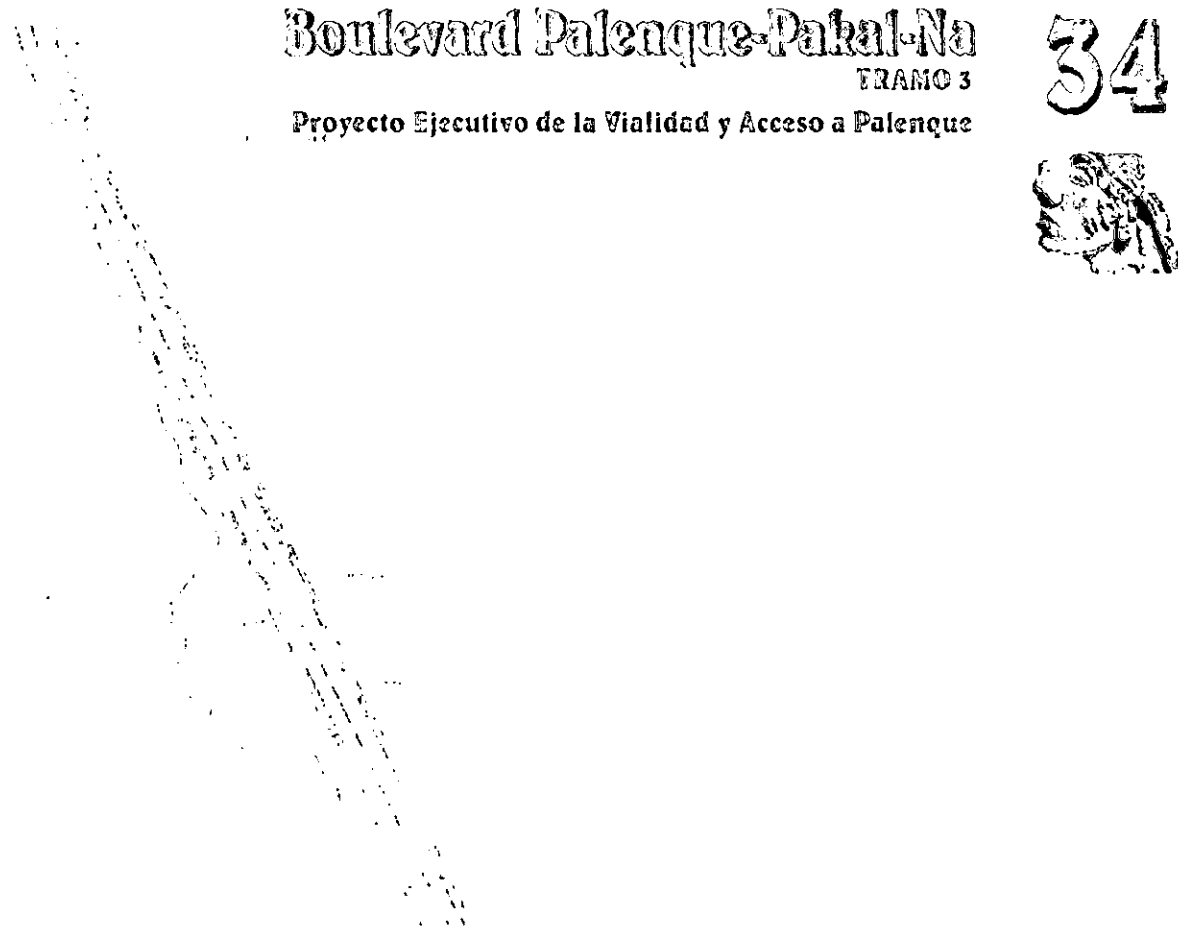 Boulevard Palenque-Pakal-Na
34
TRAMO 3
Proyecto Ejecutivo de la Vialidad y Acceso a Palenque